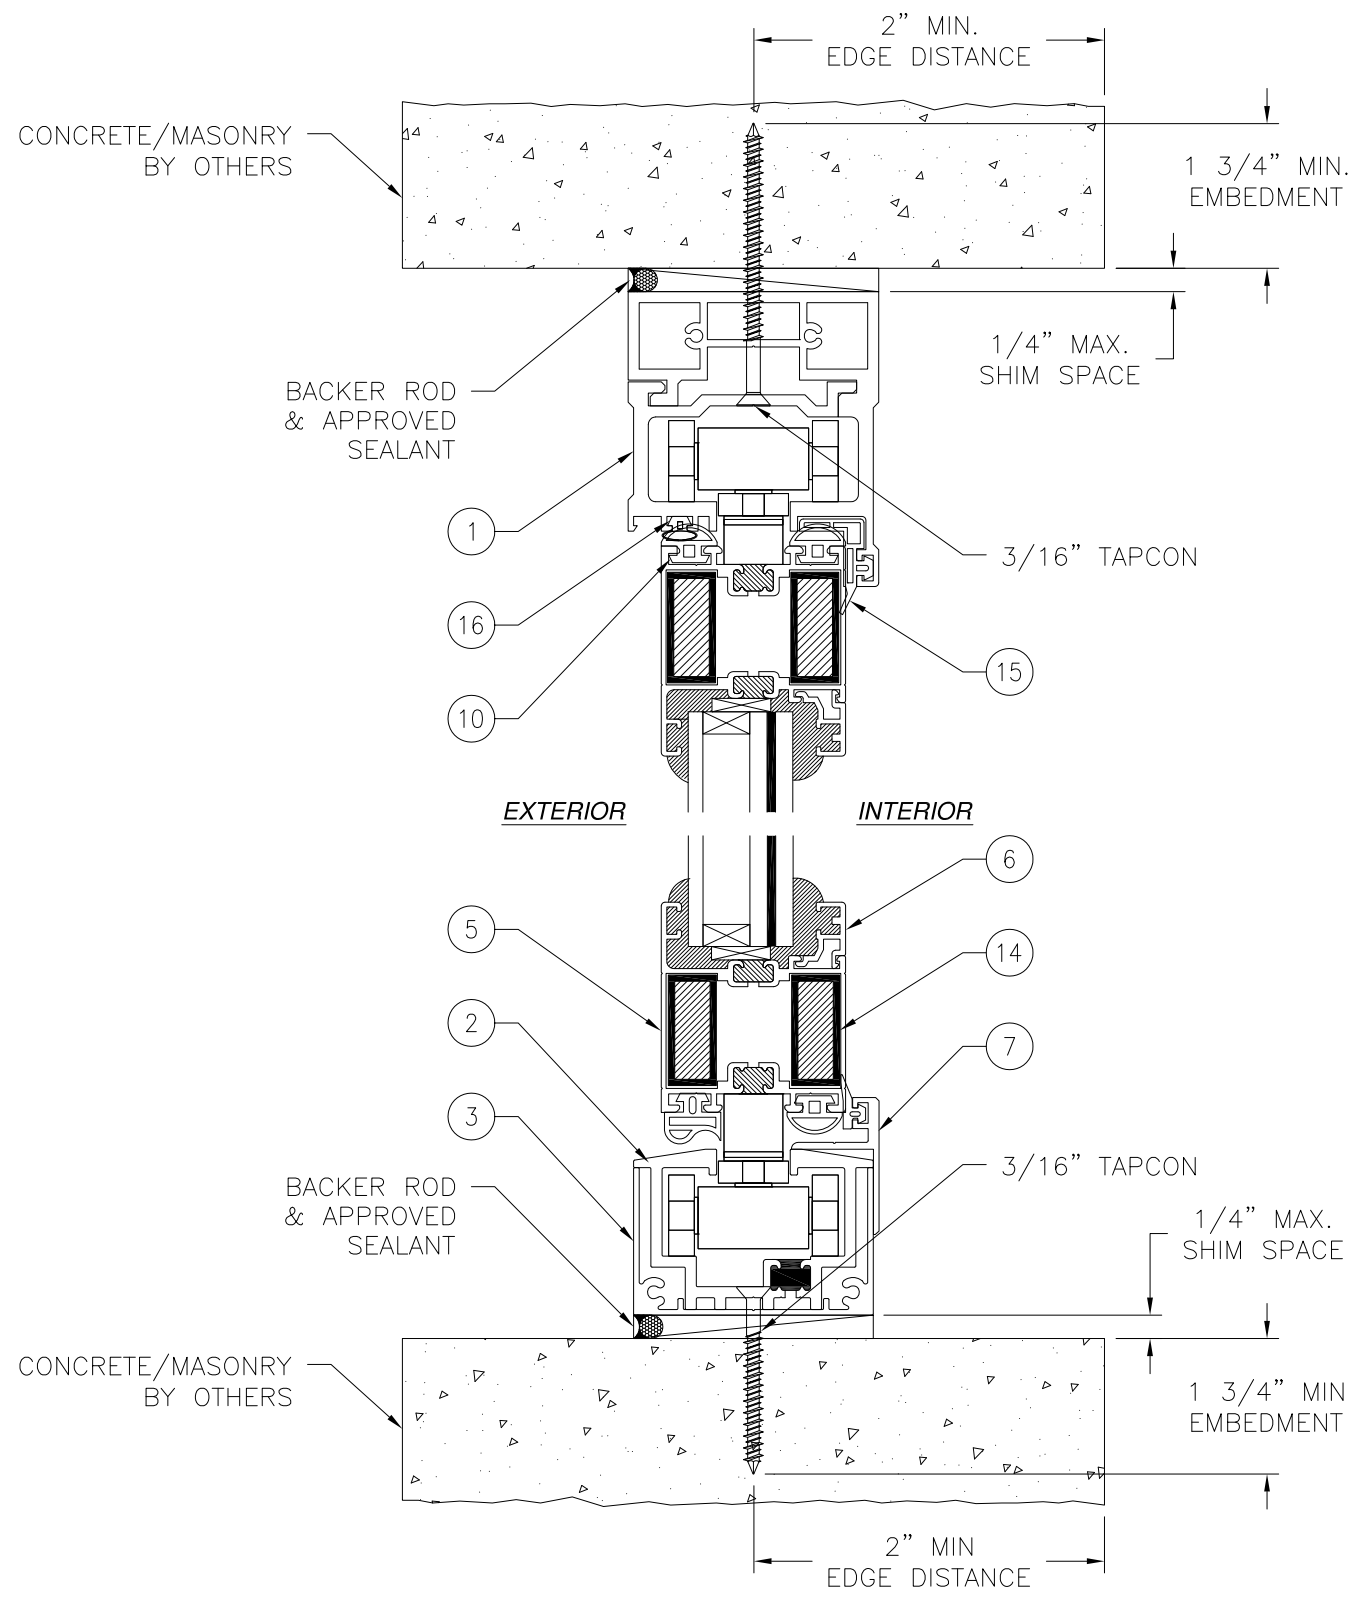 2” MIN.
EDGE DISTANCE
CONCRETE/MASONRY
BY OTHERS
1 3/4” MIN.
EMBEDMENT
1/4” MAX.
SHIM SPACE
BACKER ROD
& APPROVED
SEALANT
1
3/16” TAPCON
16
15
10
EXTERIOR
INTERIOR
6
5
14
2
7
3
3/16” TAPCON
BACKER ROD
& APPROVED
SEALANT
1/4” MAX.
SHIM SPACE
CONCRETE/MASONRY
BY OTHERS
1 3/4” MIN
EMBEDMENT
2” MIN
EDGE DISTANCE